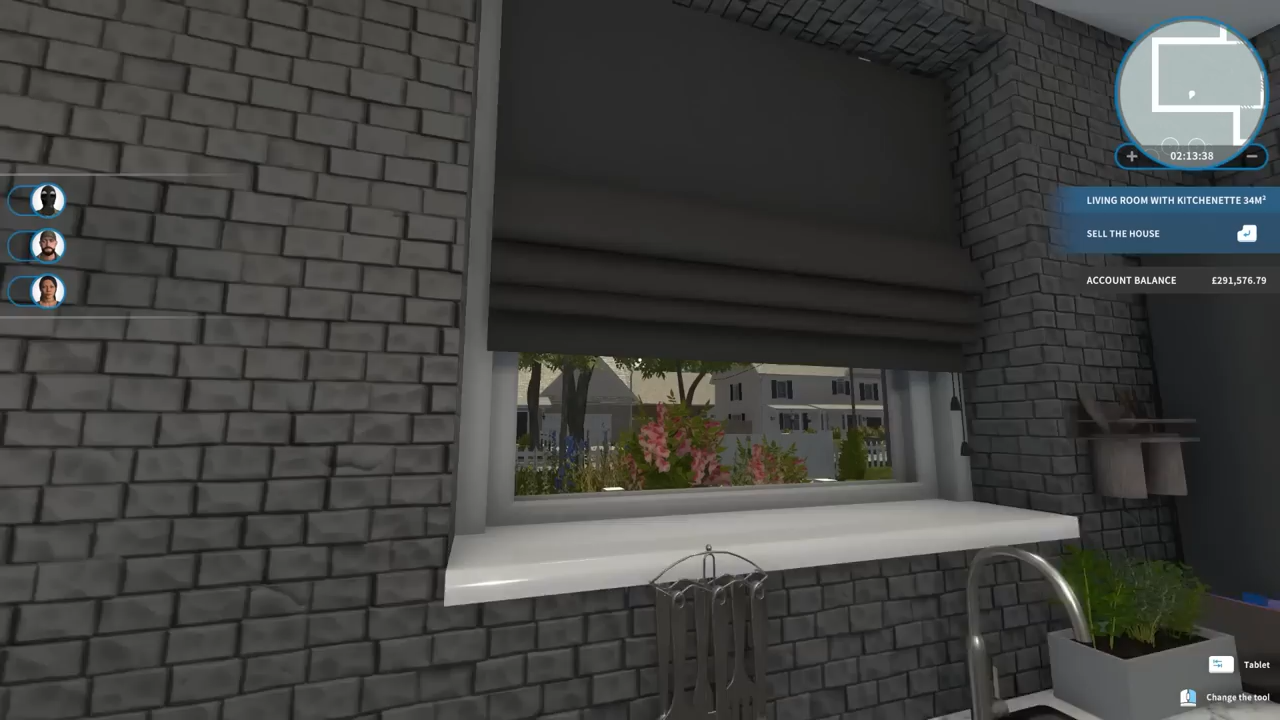 02:13:38
LIVING ROOM WITH KITCHENETTE 34M²
SELL THE HOUSE
ACCOUNT BALANCE £291,576.79
Tablet
Change the tool